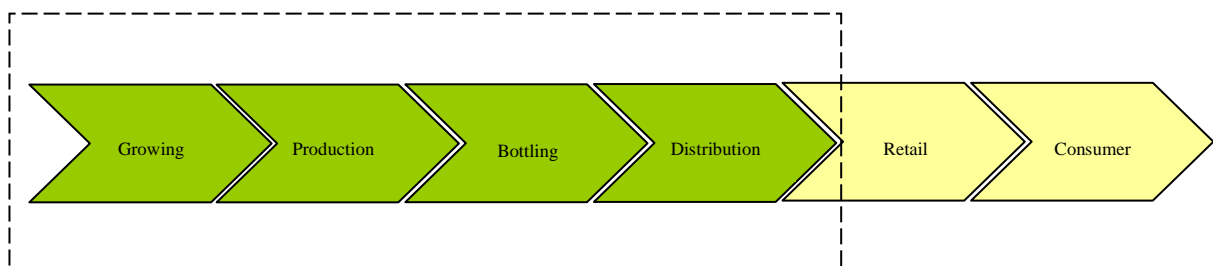 Growing
Production
Bottling
Distribution
Retail
Consumer